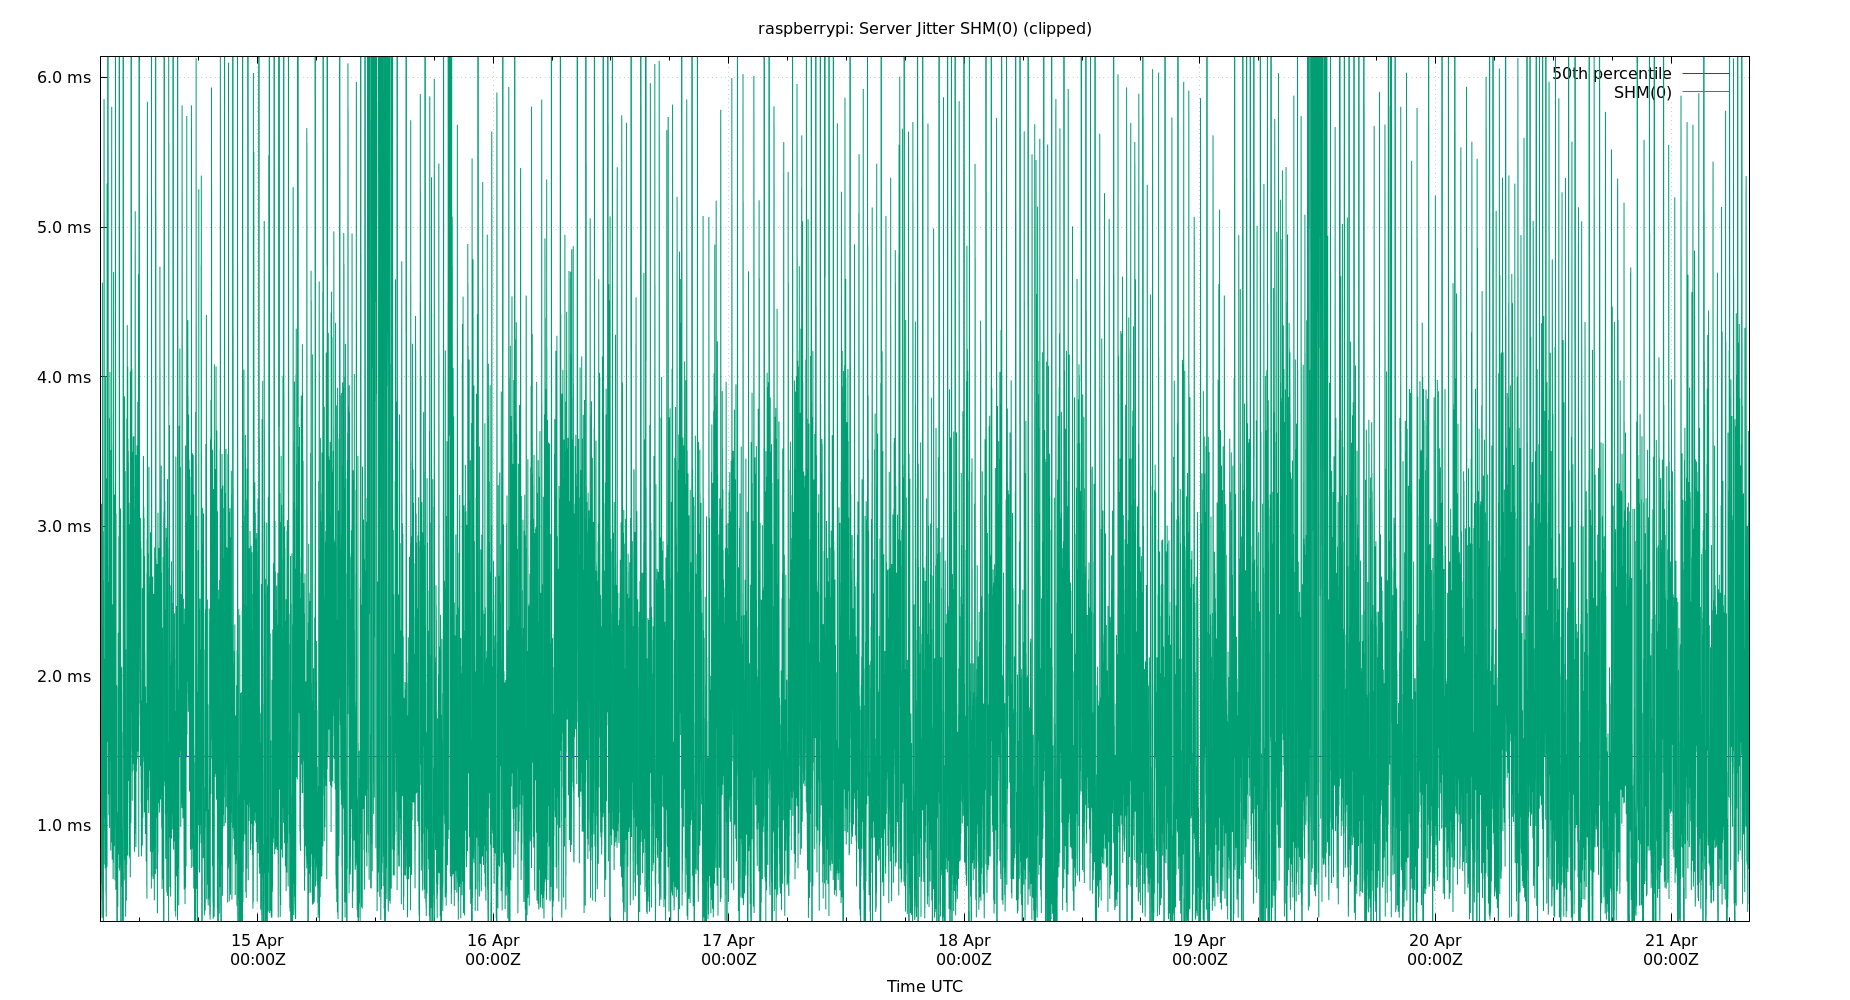 raspberrypi: Server Jitter SHM(0) (clipped)
6.0 ms
5.0 ms
4.0 ms
3.0 ms
2.0 ms
1.0 ms
50th percentile
SHM(0)
15 Apr
00:00Z
16 Apr
00:00Z
17 Apr
00:00Z
18 Apr
00:00Z
19 Apr
00:00Z
20 Apr
00:00Z
21 Apr
00:00Z
Time UTC